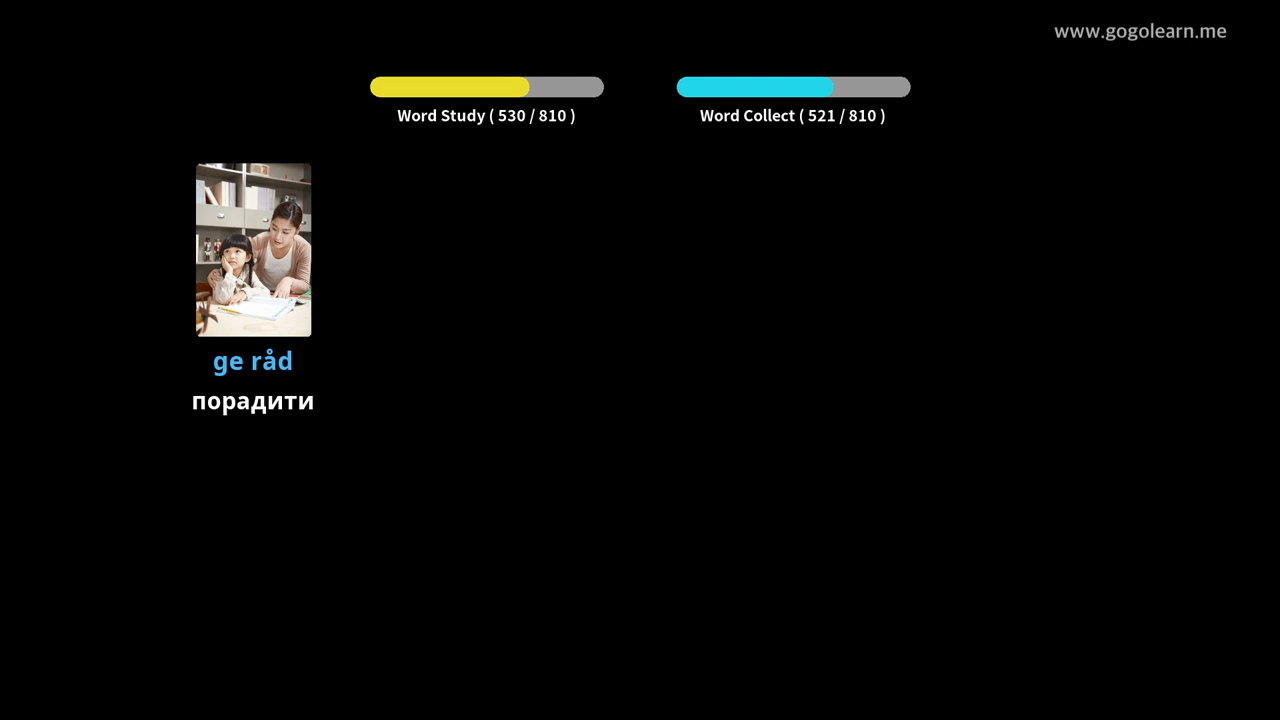 www.gogolearn.me
Word Study ( 530 / 810 )
Word Collect ( 521 / 810 )
ge råd
порадити